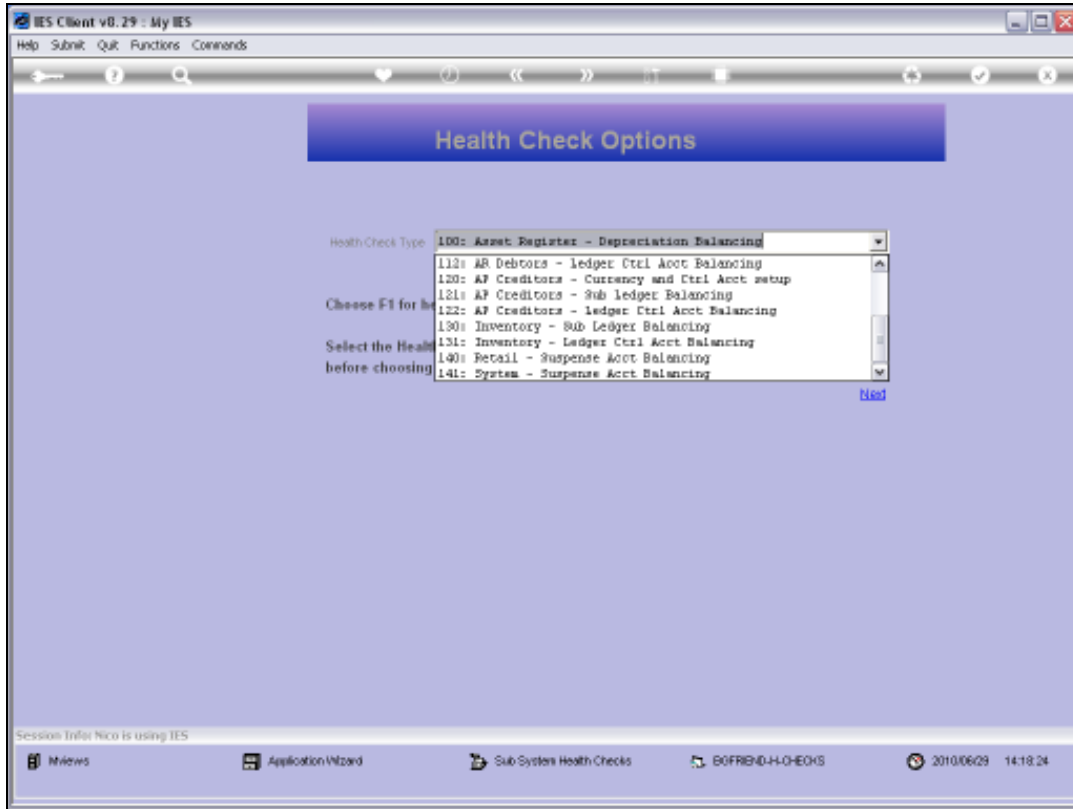 IES Client v8.29 : My IES
Help Submit Quit Functions Commands
Health Check Options
Health Check Type 100: Asset Register - Depreciation Balancing
112: AR Debtors - Ledger Ctrl Acct Balancing
120: AP Creditors - Currency and Ctrl Acct setup
121: AP Creditors - Sub Ledger Balancing
Choose F1 for he
122: AP Creditors - Ledger Ctrl Acct Balancing
130: Inventory - Sub Ledger Balancing
Select the Healt
131: Inventory - Ledger Ctrl Acct Balancing
140: Retail - Suspense Acct Balancing
before choosing
141: System - Suspense Acct Balancing
Next
Session Info: Nico is using IES
Mviews Application Wizard Sub System Health Checks BGFRIEND-H-CHECKS 2010/06/29 14:18:24